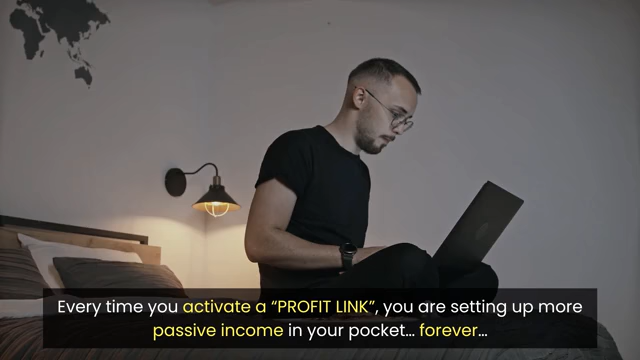 Every time you activate a “PROFIT LINK”, you are setting up more
passive income in your pocket... forever...